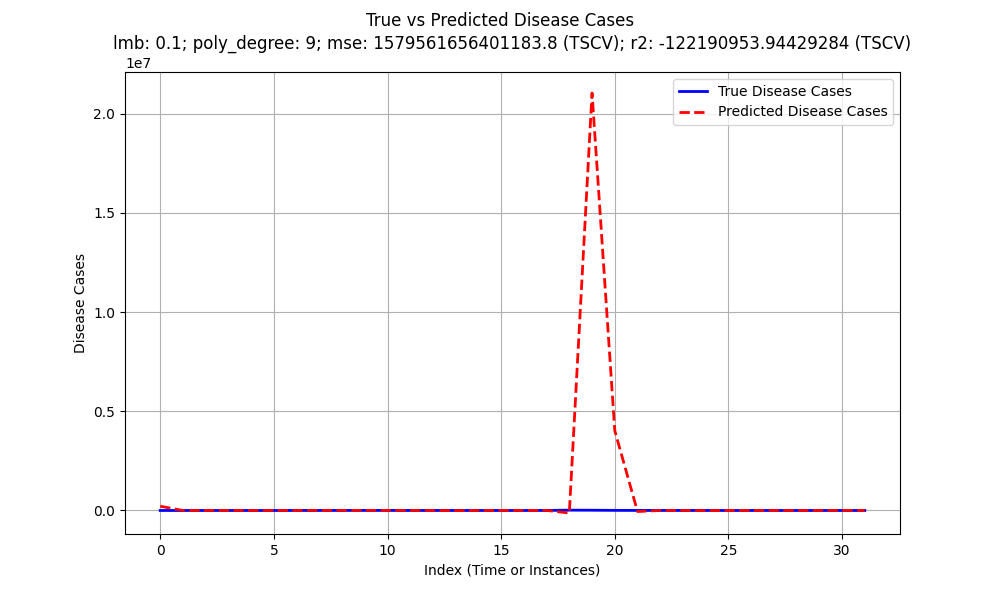 True vs Predicted Disease Cases
lmb: 0.1; poly_degree: 9; mse: 1579561656401183.8 (TSCV); r2: -122190953.94429284 (TSCV)
1e7
True Disease Cases
Predicted Disease Cases
2.0
1.5
1.0
0.5
0.0
Disease Cases
0 5 10 15 20 25 30
Index (Time or Instances)